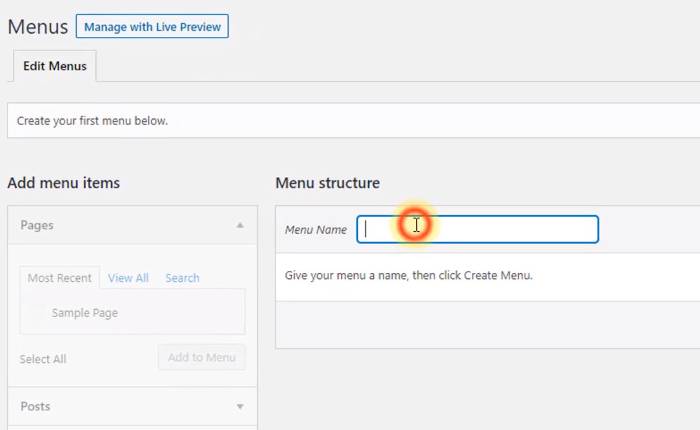 Menus Manage with Live Preview
Edit Menus
Create your first menu below.
Add menu items
Menu structure
Pages
Menu Name
Most Recent View All Search
Give your menu a name, then click Create Menu.
Sample Page
Select All Add to Menu
Posts